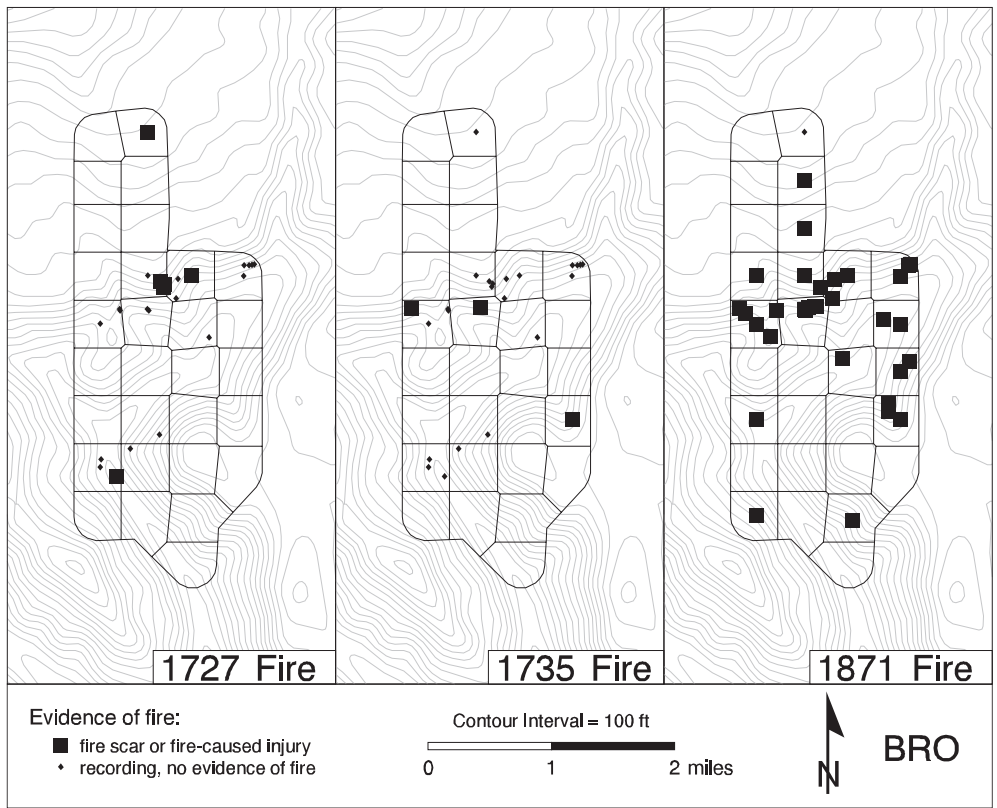 1727 Fire
1735 Fire
1871 Fire
Evidence of fire:
fire scar or fire-caused injury
recording, no evidence of fire
Contour Interval = 100 ft
0 1 2 miles
N
BRO